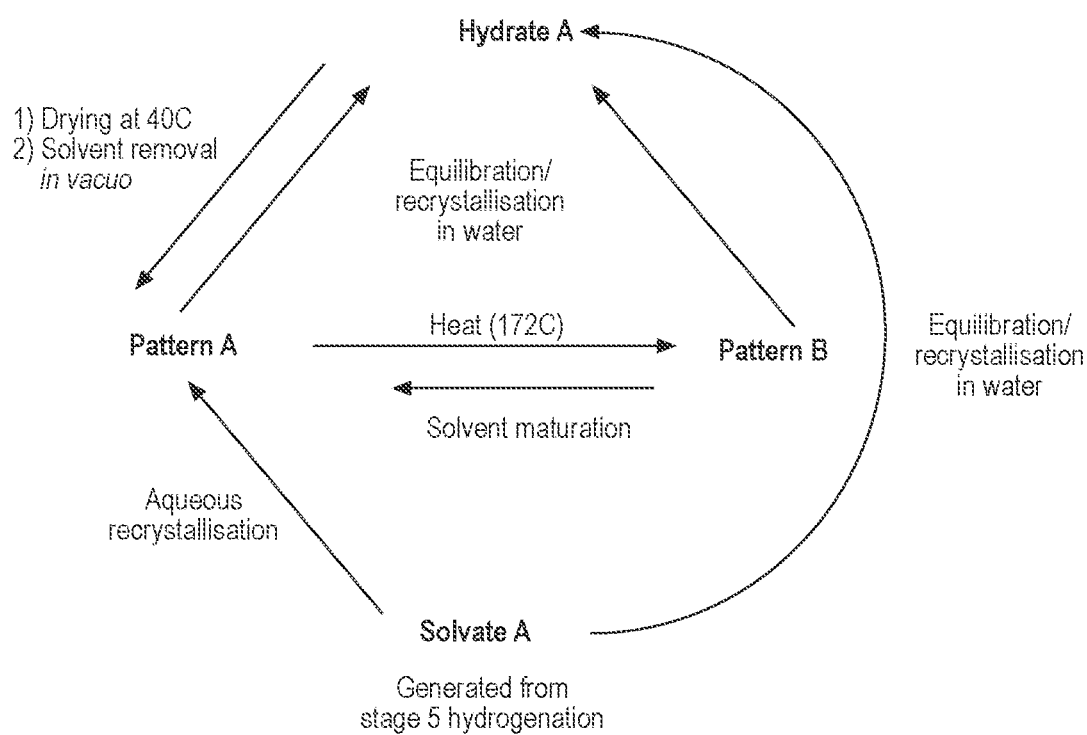 Hydrate A
1) Drying at 40C
2) Solvent removal
in vacuo
Equilibration/
recrystallisation
in water
Pattern A
Heat (172C)
Pattern B
Solvent maturation
Equilibration/
recrystallisation
in water
Aqueous
recrystallisation
Solvate A
Generated from
stage 5 hydrogenation